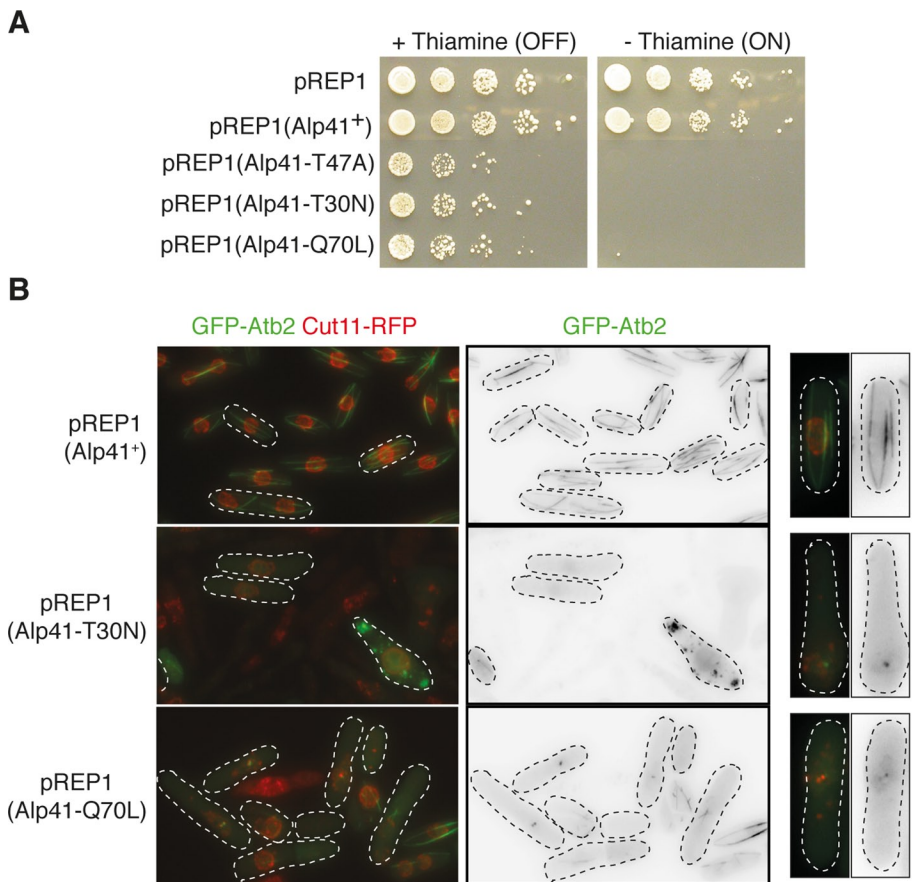 A
+ Thiamine (OFF) - Thiamine (ON)
pREP1
pREP1(Alp41+)
pREP1(Alp41-T47A)
pREP1(Alp41-T30N)
pREP1(Alp41-Q70L)
B
GFP-Atb2 Cut11-RFP GFP-Atb2
pREP1
(Alp41+)
pREP1
(Alp41-T30N)
pREP1
(Alp41-Q70L)